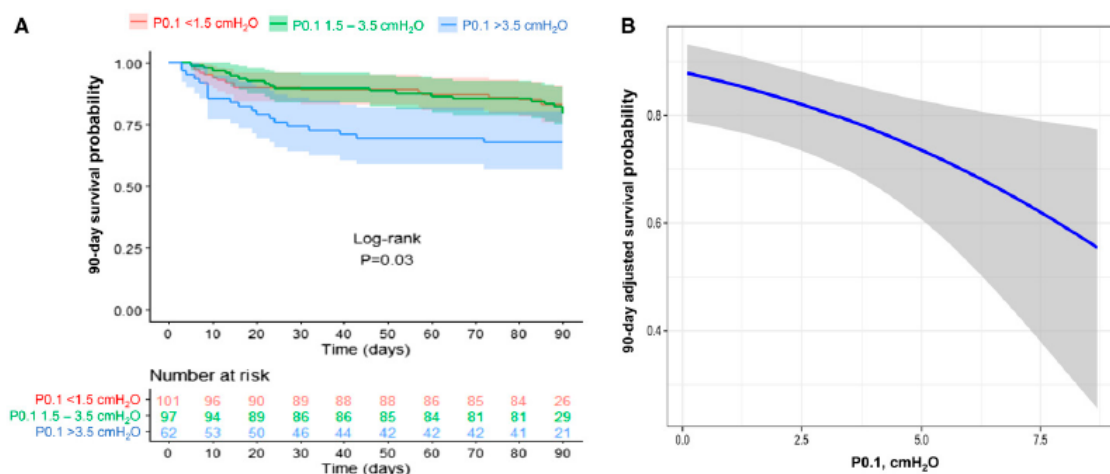 A
P0.1 <1.5 cmH₂O P0.1 1.5 – 3.5 cmH₂O P0.1 >3.5 cmH₂O
90-day survival probability
1.00
0.75
0.50
0.25
0.00
Log-rank
P=0.03
0 10 20 30 40 50 60 70 80 90
Time (days)
Number at risk
P0.1 <1.5 cmH₂O 101 96 90 89 88 88 86 85 84 26
P0.1 1.5 – 3.5 cmH₂O 97 94 89 86 86 85 84 81 81 29
P0.1 >3.5 cmH₂O 62 53 50 46 44 42 42 42 41 21
0 10 20 30 40 50 60 70 80 90
Time (days)
B
90-day adjusted survival probability
0.8
0.6
0.4
0.0 2.5 5.0 7.5
P0.1, cmH₂O